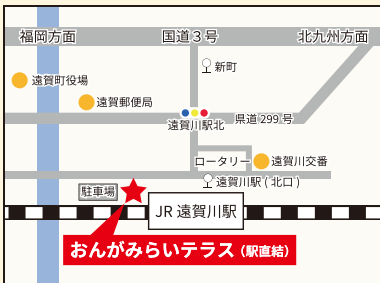 福岡方面
国道３号
北九州方面
新町
遠賀町役場
遠賀郵便局
県道 299 号
遠賀川駅北
ロータリー
遠賀川交番
遠賀川駅 ( 北口 )
駐車場
JR 遠賀川駅
おんがみらいテラス (駅直結)